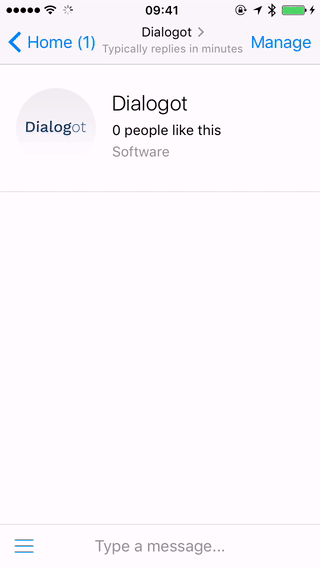 09:41
Home (1)
Dialogot
Typically replies in minutes
Manage
Dialogot
Dialogot
0 people like this
Software
Type a message...